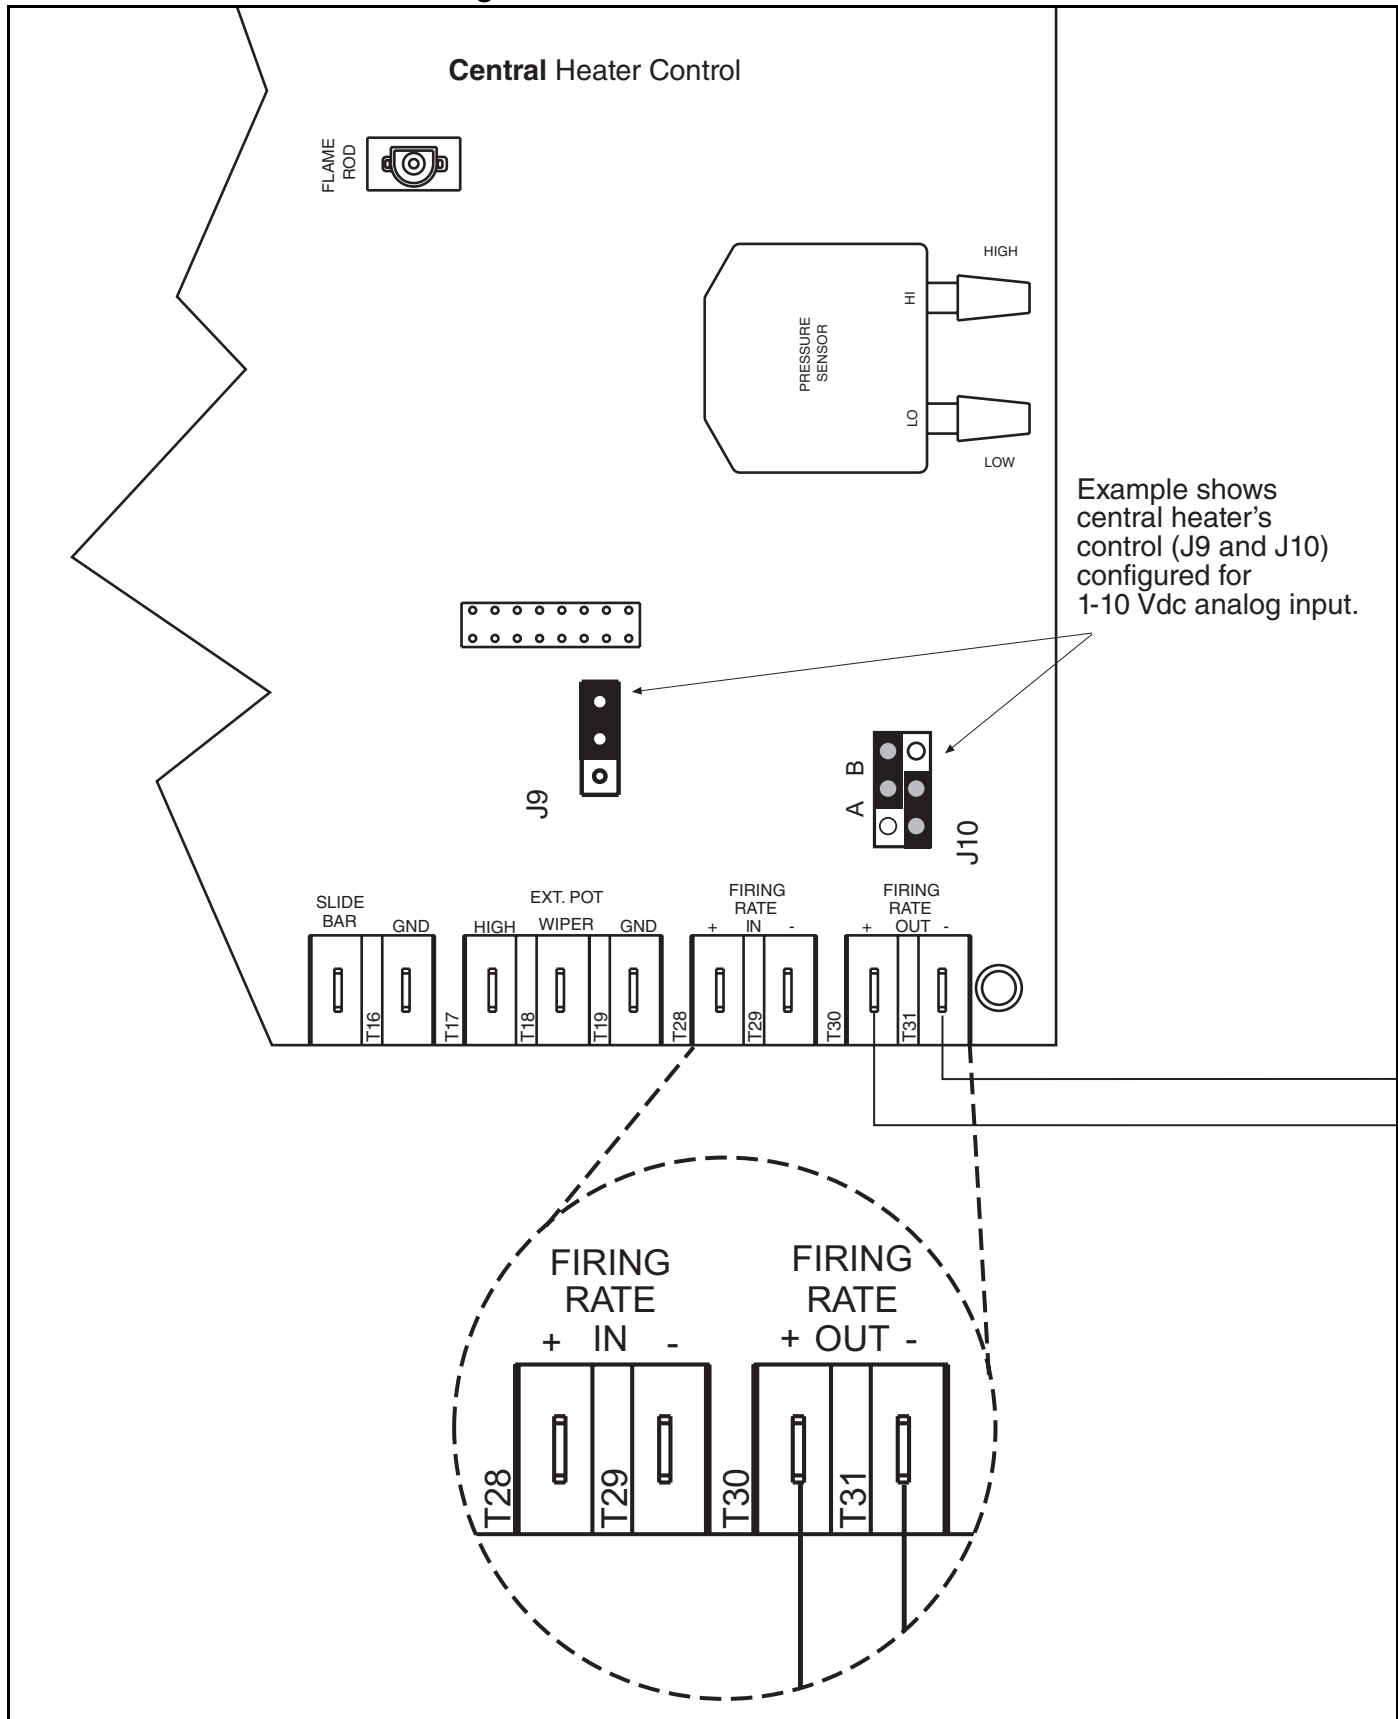 Central Heater Control
FLAME
ROD
HIGH
HI
PRESSURE
SENSOR
LO
LOW
Example shows
central heater's
control (J9 and J10)
configured for
1-10 Vdc analog input.
J9
B
A
J10
SLIDE
BAR
GND
EXT. POT
HIGH
WIPER
GND
FIRING
RATE
+ IN -
FIRING
RATE
+ OUT -
T16
T17
T18
T19
T28
T29
T30
T31
FIRING
RATE
+ IN -
FIRING
RATE
+ OUT -
T28
T29
T30
T31